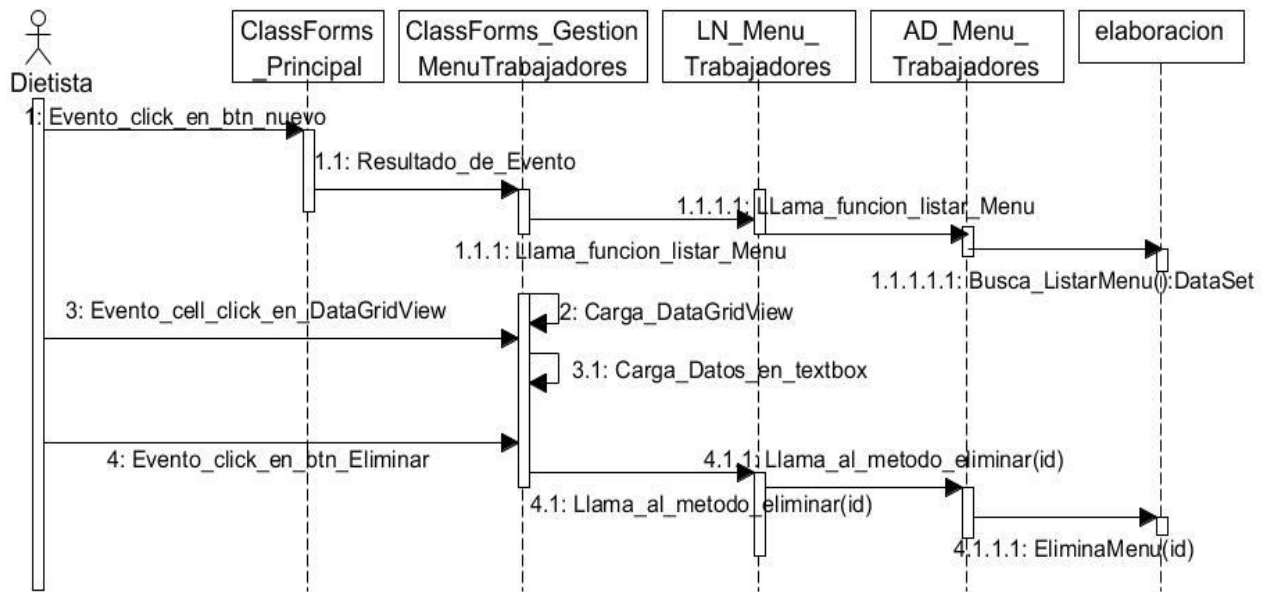 ClassForms
_Principal
ClassForms_Gestion
MenuTrabajadores
LN_Menu_
Trabajadores
AD_Menu_
Trabajadores
elaboracion
Dietista
1: Evento_click_en_btn_nuevo
1.1: Resultado_de_Evento
1.1.1.1: LLama_funcion_listar_Menu
1.1.1: Llama_funcion_listar_Menu
1.1.1.1.1: Busca_ListarMenu():DataSet
3: Evento_cell_click_en_DataGridView
2: Carga_DataGridView
3.1: Carga_Datos_en_textbox
4: Evento_click_en_btn_Eliminar
4.1.1: Llama_al_metodo_eliminar(id)
4.1: Llama_al_metodo_eliminar(id)
4.1.1.1: EliminaMenu(id)